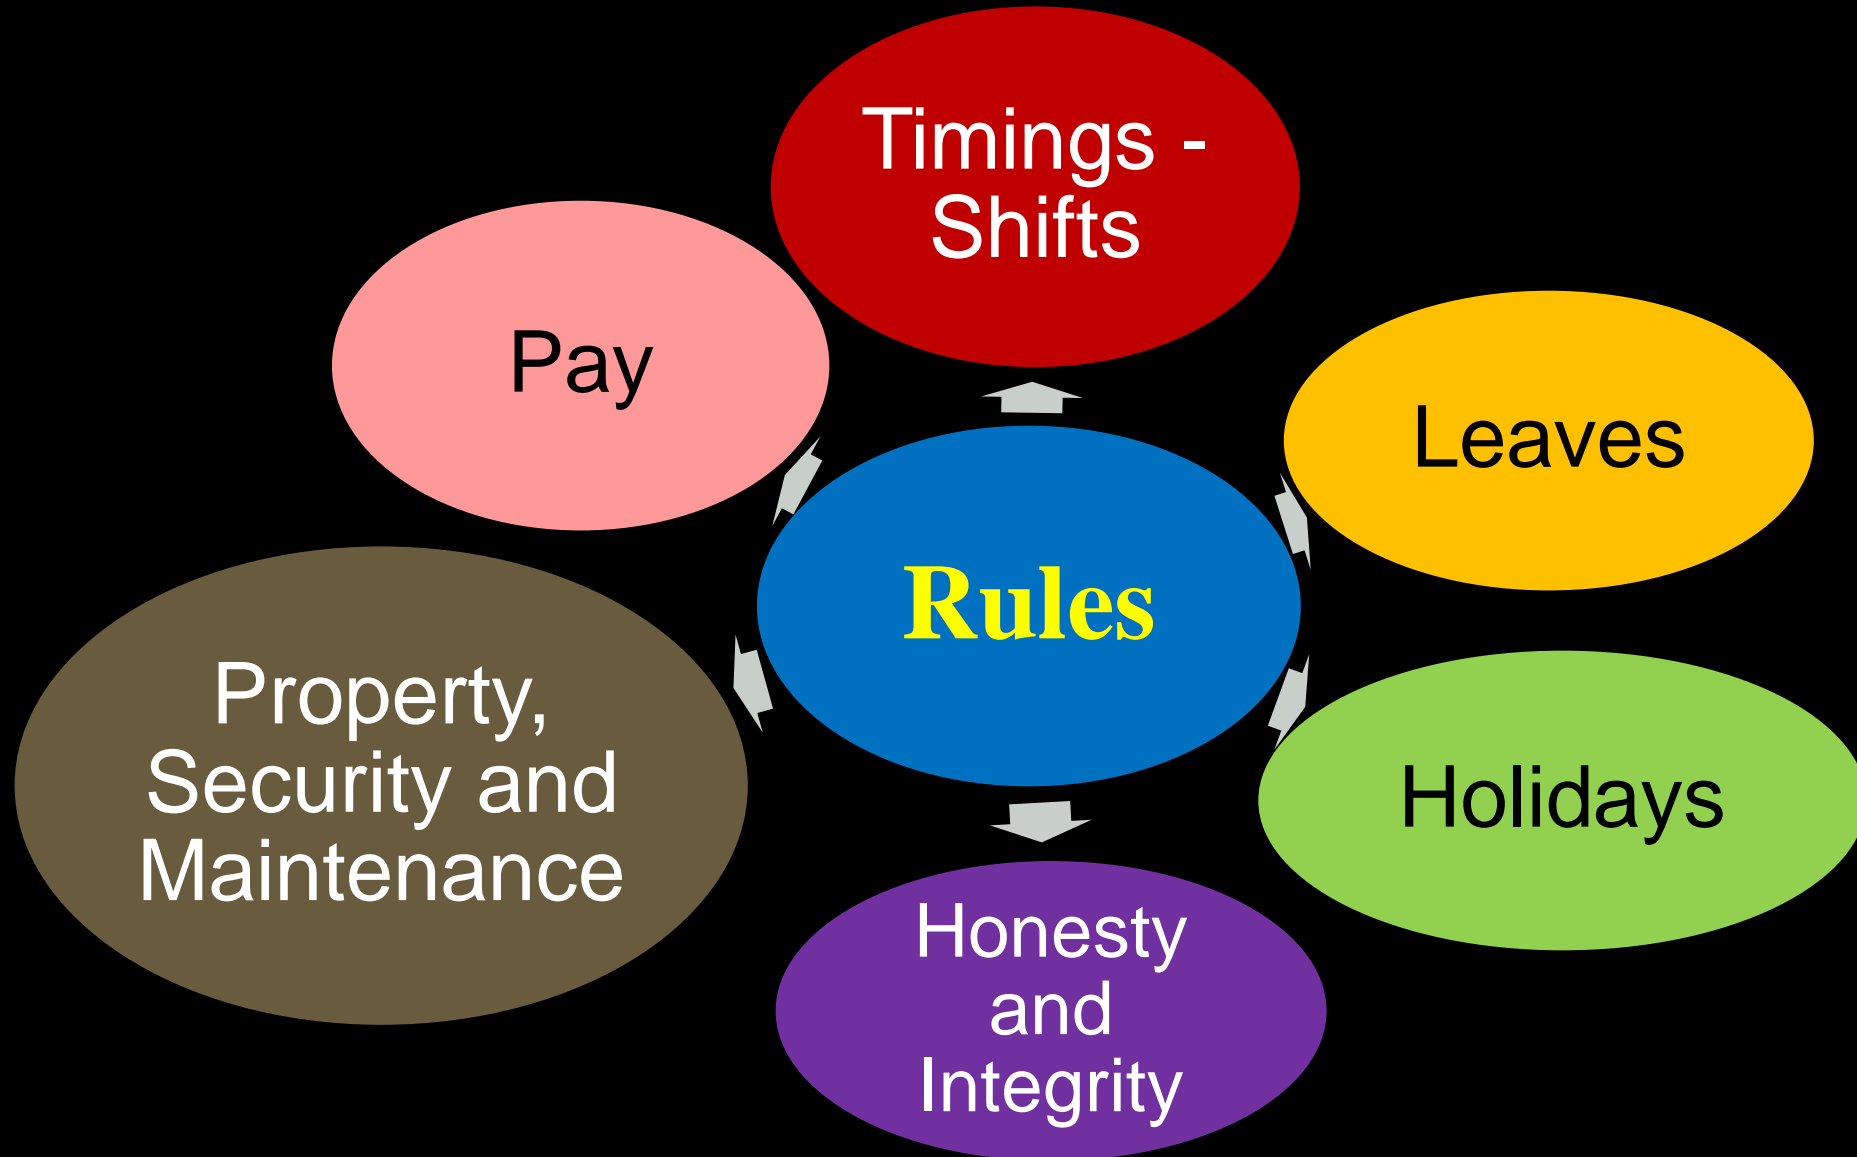 Timings -
Shifts
Pay
Leaves
Rules
Property,
Security and
Maintenance
Holidays
Honesty
and
Integrity